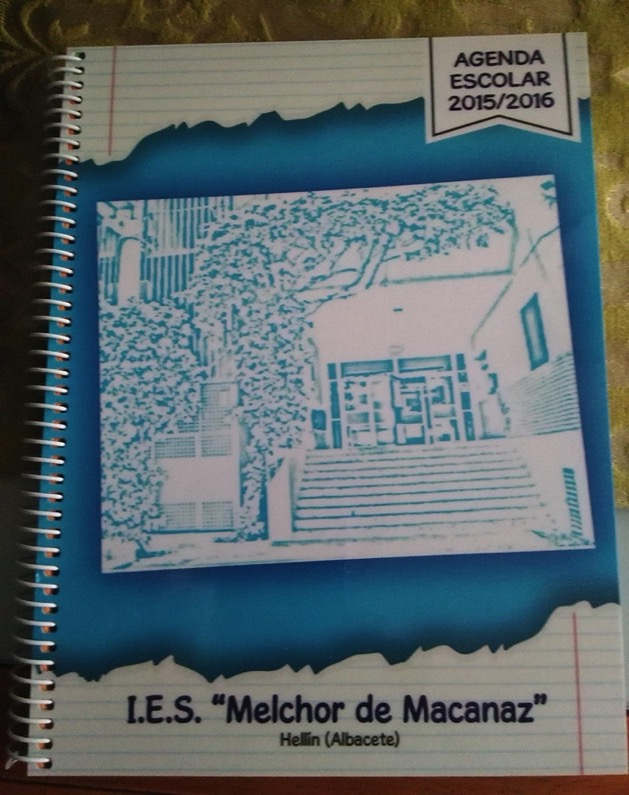 AGENDA
ESCOLAR
2015/2016
I.E.S. “Melchor de Macanaz”
Hellín (Albacete)